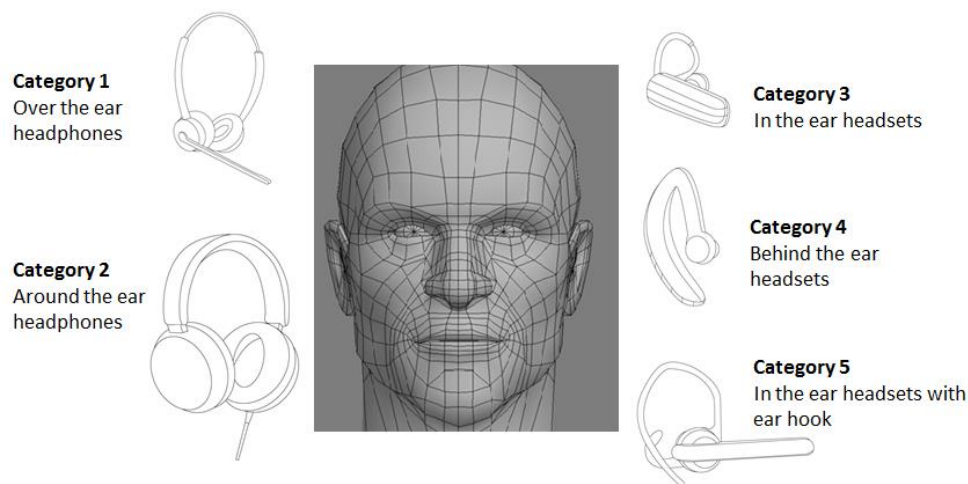 Category 1
Over the ear
headphones
Category 2
Around the ear
headphones
Category 3
In the ear headsets
Category 4
Behind the ear
headsets
Category 5
In the ear headsets with
ear hook